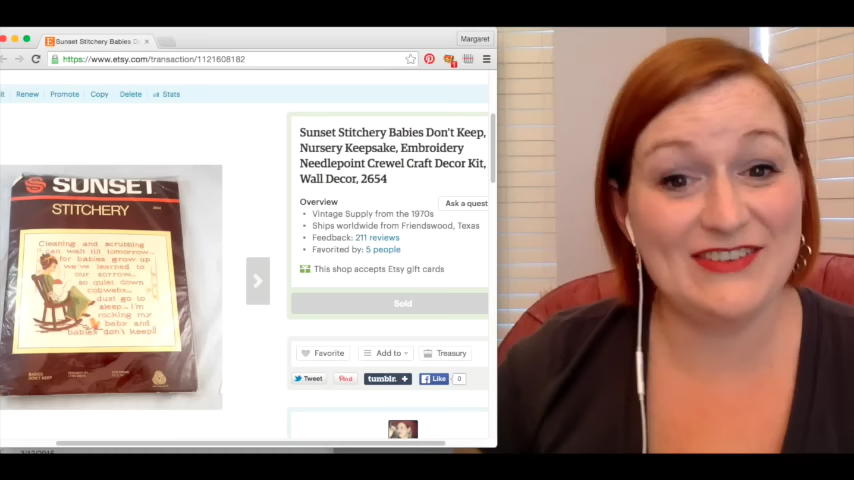 Sunset Stitchery Babies D
Margaret
https://www.etsy.com/transaction/1121608182
Renew Promote Copy Delete Stats
Sunset Stitchery Babies Don't Keep,
Nursery Keepsake, Embroidery
Needlepoint Crewel Craft Decor Kit,
Wall Decor, 2654
Overview
Ask a quest
• Vintage Supply from the 1970s
• Ships worldwide from Friendswood, Texas
• Feedback: 211 reviews
• Favorited by: 5 people
This shop accepts Etsy gift cards
Sold
Favorite Add to Treasury
Tweet Pin it tumblr. + Like 0
SUNSET
STITCHERY
Cleaning and scrubbing
can wait till tomorrow...
for babies grow up
we've learned to
our sorrow...
so quiet down
cobwebs...
dust go to
sleep... I'm
rocking my
baby and
babies don't keep!
BABIES
DON'T KEEP